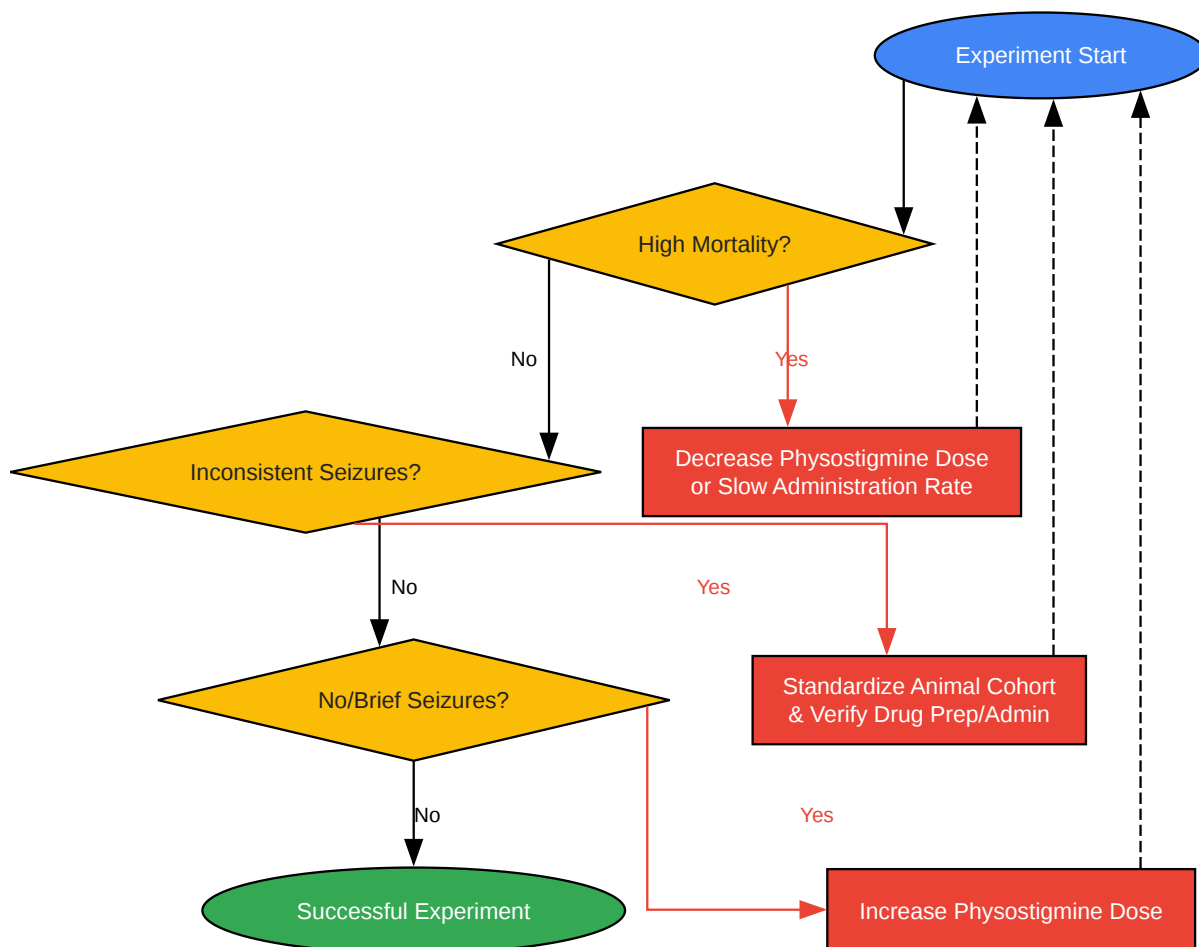 Experiment Start
High Mortality?
No
Yes
Inconsistent Seizures?
Decrease Physostigmine Dose
or Slow Administration Rate
No
Yes
No/Brief Seizures?
Standardize Animal Cohort
& Verify Drug Prep/Admin
No
Yes
Successful Experiment
Increase Physostigmine Dose